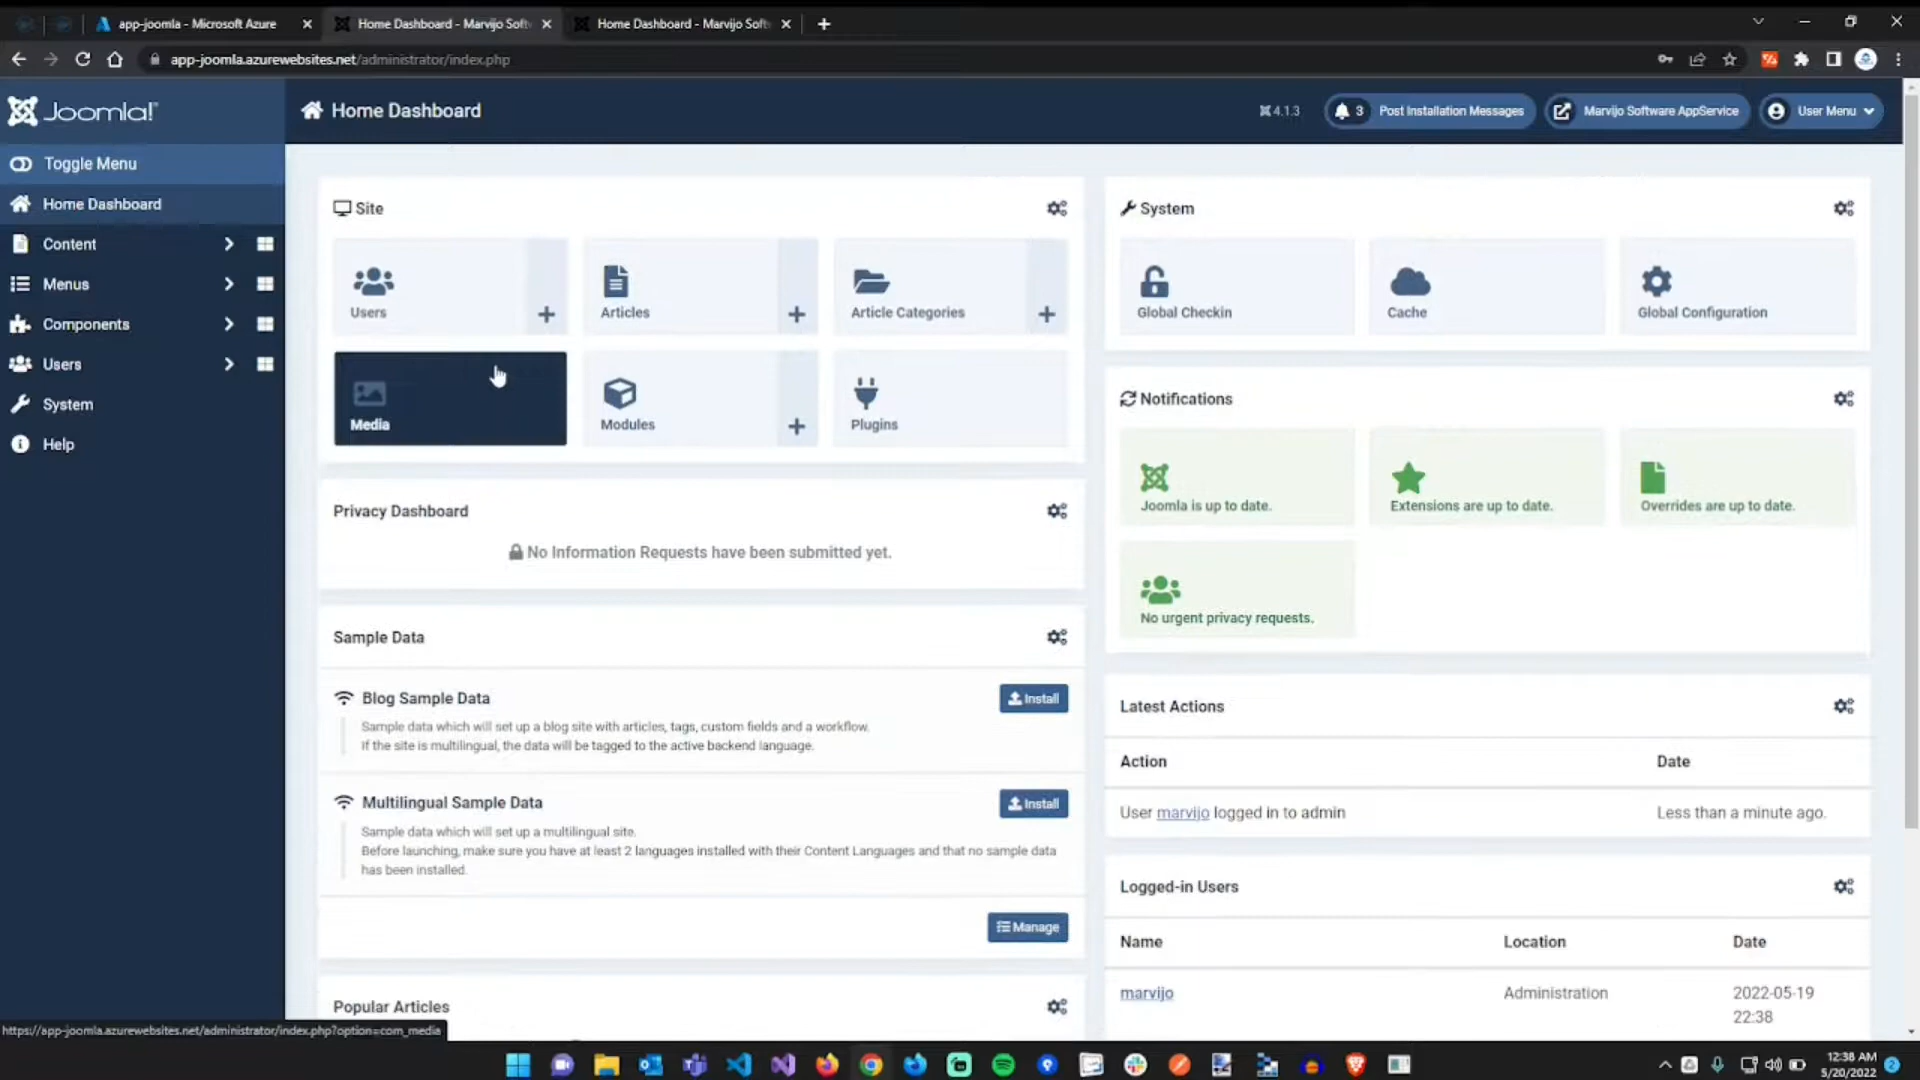 app-joomla - Microsoft Azure
Home Dashboard - Marvijo Soft
Home Dashboard - Marvijo Soft
app-joomla.azurewebsites.net/administrator/index.php
Joomla!
Home Dashboard
4.1.3
3 Post Installation Messages
Marvijo Software AppService
User Menu
Toggle Menu
Home Dashboard
Content
Menus
Components
Users
System
Help
Site
Users
Articles
Article Categories
Media
Modules
Plugins
Privacy Dashboard
No Information Requests have been submitted yet.
Sample Data
Blog Sample Data
Install
Sample data which will set up a blog site with articles, tags, custom fields and a workflow.
If the site is multilingual, the data will be tagged to the active backend language.
Multilingual Sample Data
Install
Sample data which will set up a multilingual site.
Before launching, make sure you have at least 2 languages installed with their Content Languages and that no sample data
has been installed.
Manage
Popular Articles
System
Global Checkin
Cache
Global Configuration
Notifications
Joomla is up to date.
Extensions are up to date.
Overrides are up to date.
No urgent privacy requests.
Latest Actions
Action Date
User marvijo logged in to admin Less than a minute ago.
Logged-in Users
Name Location Date
marvijo Administration 2022-05-19
22:38
https://app-joomla.azurewebsites.net/administrator/index.php?option=com_media
12:38 AM
5/20/2022
2